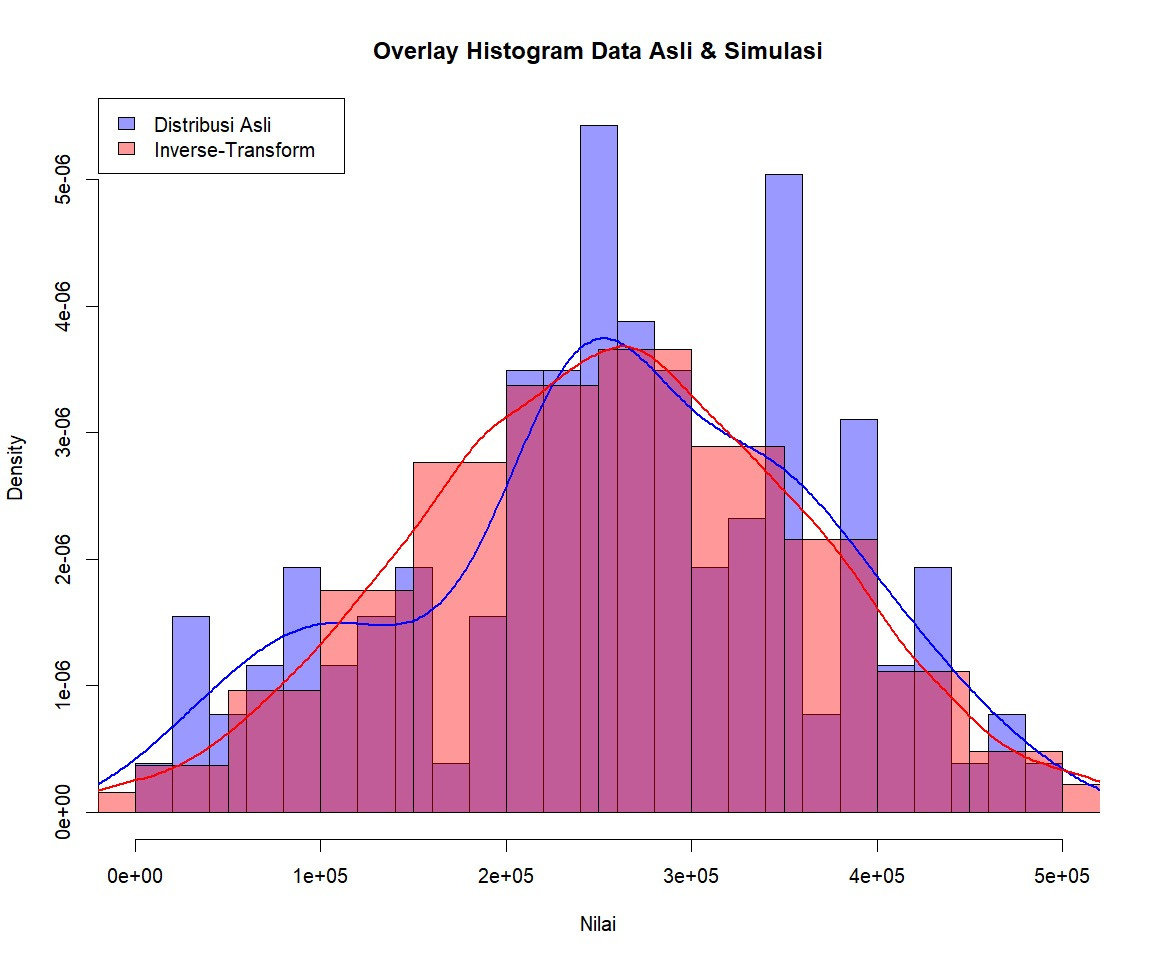 Overlay Histogram Data Asli & Simulasi
Distribusi Asli
Inverse-Transform
Density
5e-06
4e-06
3e-06
2e-06
1e-06
0e+00
0e+00 1e+05 2e+05 3e+05 4e+05 5e+05
Nilai